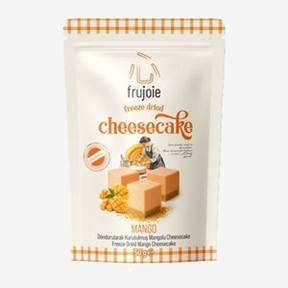 frujoie
freeze dried
cheesecake
MANGO
Dondurularak Kurutulmuş Mangolu Cheesecake
Freeze Dried Mango Cheesecake